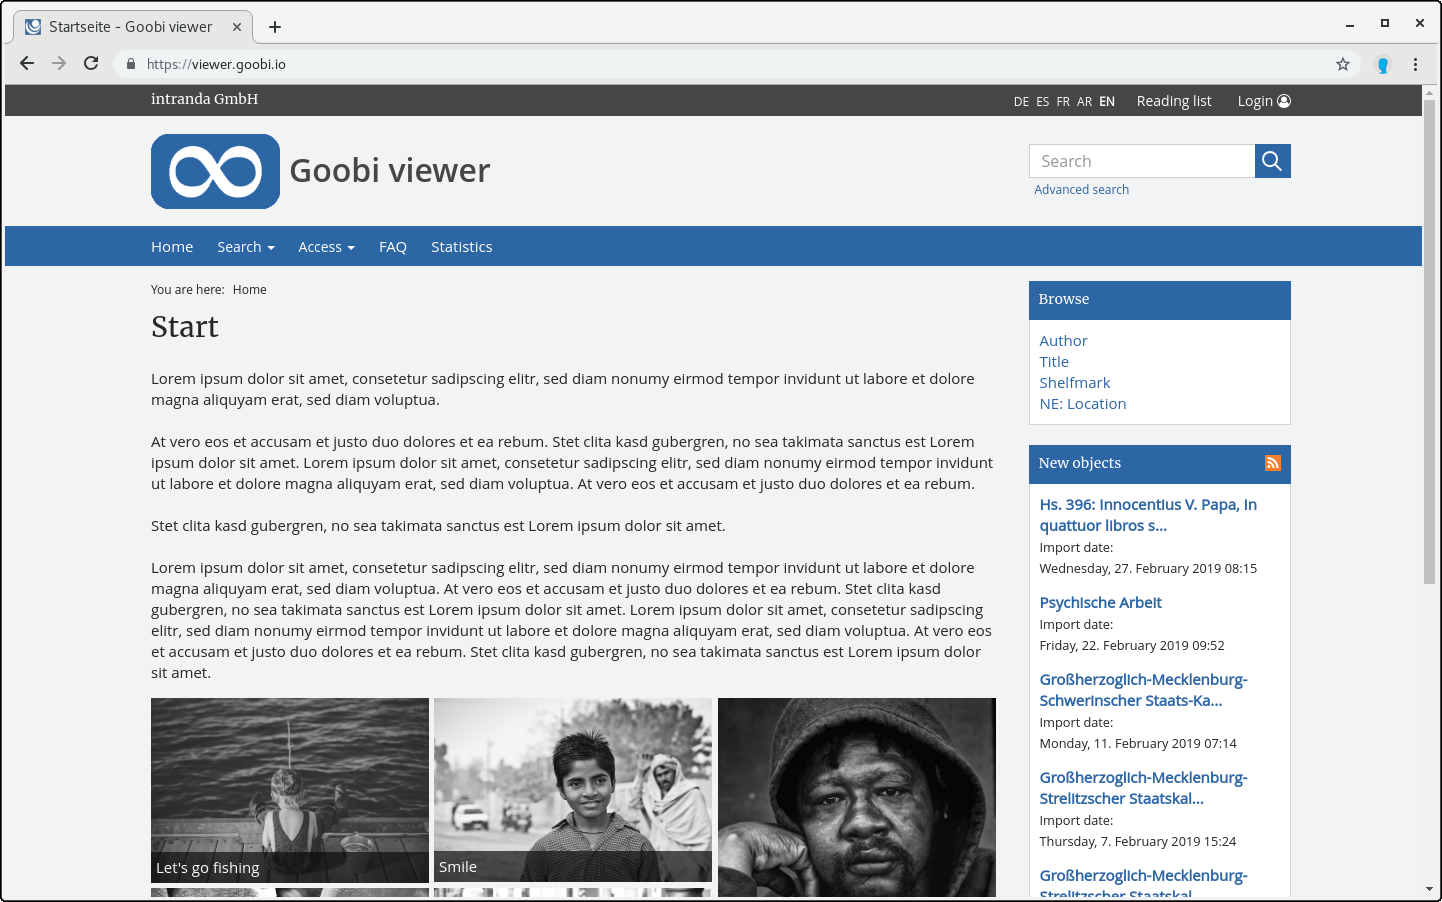 Startseite - Goobi viewer
https://viewer.goobi.io
intranda GmbH
DE ES FR AR EN Reading list Login
Goobi viewer
Search
Advanced search
Home Search Access FAQ Statistics
You are here: Home
Start
Lorem ipsum dolor sit amet, consetetur sadipscing elitr, sed diam nonumy eirmod tempor invidunt ut labore et dolore
magna aliquyam erat, sed diam voluptua.
At vero eos et accusam et justo duo dolores et ea rebum. Stet clita kasd gubergren, no sea takimata sanctus est Lorem
ipsum dolor sit amet. Lorem ipsum dolor sit amet, consetetur sadipscing elitr, sed diam nonumy eirmod tempor invidunt
ut labore et dolore magna aliquyam erat, sed diam voluptua. At vero eos et accusam et justo duo dolores et ea rebum.
Stet clita kasd gubergren, no sea takimata sanctus est Lorem ipsum dolor sit amet.
Lorem ipsum dolor sit amet, consetetur sadipscing elitr, sed diam nonumy eirmod tempor invidunt ut labore et dolore
magna aliquyam erat, sed diam voluptua. At vero eos et accusam et justo duo dolores et ea rebum. Stet clita kasd
gubergren, no sea takimata sanctus est Lorem ipsum dolor sit amet. Lorem ipsum dolor sit amet, consetetur sadipscing
elitr, sed diam nonumy eirmod tempor invidunt ut labore et dolore magna aliquyam erat, sed diam voluptua. At vero eos
et accusam et justo duo dolores et ea rebum. Stet clita kasd gubergren, no sea takimata sanctus est Lorem ipsum dolor
sit amet.
Let's go fishing
Smile
Browse
Author
Title
Shelfmark
NE: Location
New objects
Hs. 396: Innocentius V. Papa, In
quattuor libros s...
Import date:
Wednesday, 27. February 2019 08:15
Psychische Arbeit
Import date:
Friday, 22. February 2019 09:52
Großherzoglich-Mecklenburg-
Schwerinscher Staats-Ka...
Import date:
Monday, 11. February 2019 07:14
Großherzoglich-Mecklenburg-
Strelitzscher Staatskal...
Import date:
Thursday, 7. February 2019 15:24
Großherzoglich-Mecklenburg-
Strelitzscher Staatskal...